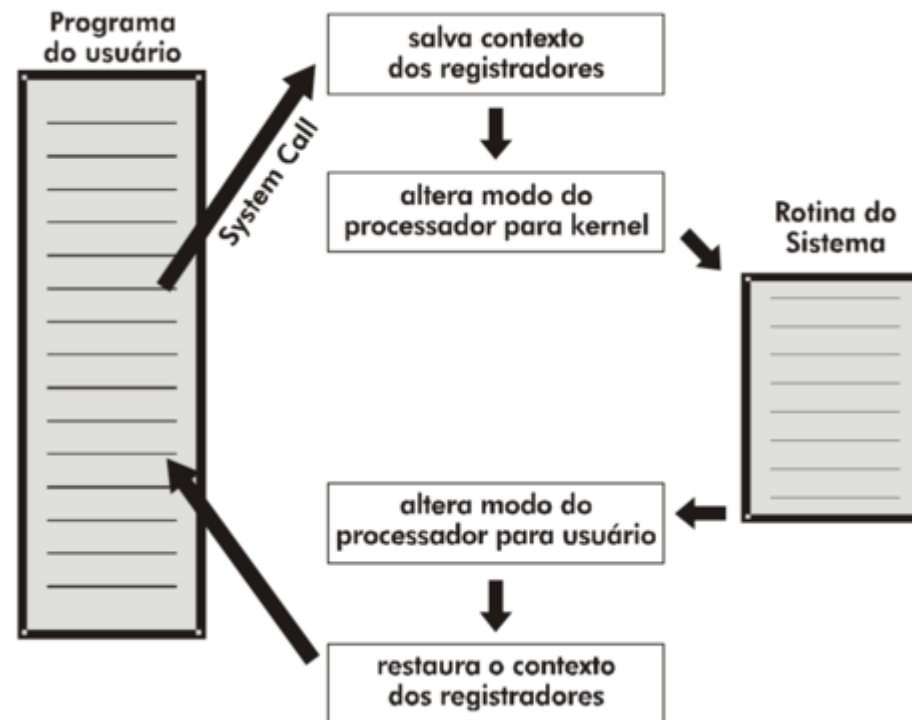 Programa
do usuário
System Call
salva contexto
dos registradores
altera modo do
processador para kernel
Rotina do
Sistema
altera modo do
processador para usuário
restaura o contexto
dos registradores